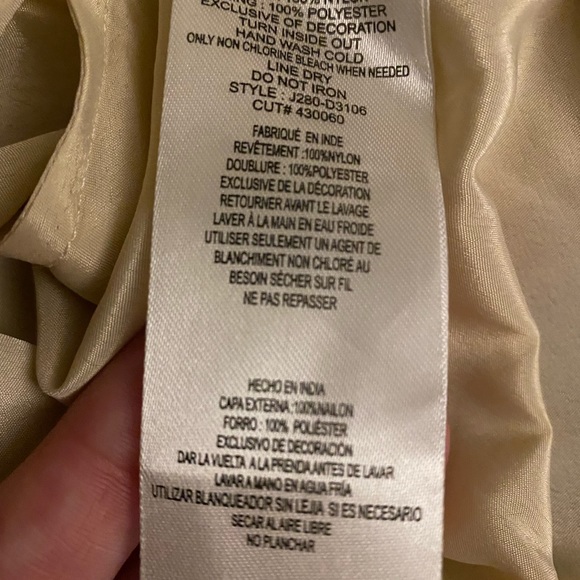 100% NYLON
LINING: 100% POLYESTER
EXCLUSIVE OF DECORATION
TURN INSIDE OUT
HAND WASH COLD
ONLY NON CHLORINE BLEACH WHEN NEEDED
LINE DRY
DO NOT IRON
STYLE : J280-D3106
CUT# 430060
FABRIQUÉ EN INDE
REVÊTEMENT :100%NYLON
DOUBLURE : 100%POLYESTER
EXCLUSIVE DE LA DÉCORATION
RETOURNER AVANT LE LAVAGE
LAVER À LA MAIN EN EAU FROIDE
UTILISER SEULEMENT UN AGENT DE
BLANCHIMENT NON CHLORÉ AU
BESOIN SÉCHER SUR FIL
NE PAS REPASSER
HECHO EN INDIA
CAPA EXTERNA :100%NAILON
FORRO : 100% POLIÉSTER
EXCLUSIVO DE DECORACIÓN
DAR LA VUELTA A LA PRENDA ANTES DE LAVAR
LAVAR A MANO EN AGUA FRÍA
UTILIZAR BLANQUEADOR SIN LEJIA SI ES NECESARIO
SECAR AL AIRE LIBRE
NO PLANCHAR